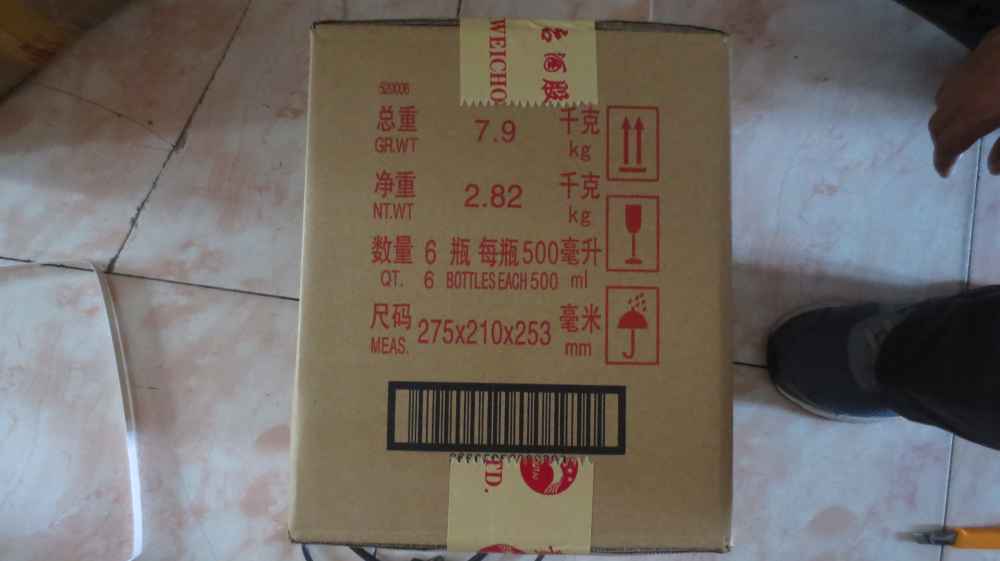 WEICHO
520006
总重 7.9 千克
GR.WT kg
净重 2.82 千克
NT.WT kg
数量 6 瓶 每瓶 500 毫升
QT. 6 BOTTLES EACH 500 ml
尺码 275x210x253 毫米
MEAS. mm
TD.